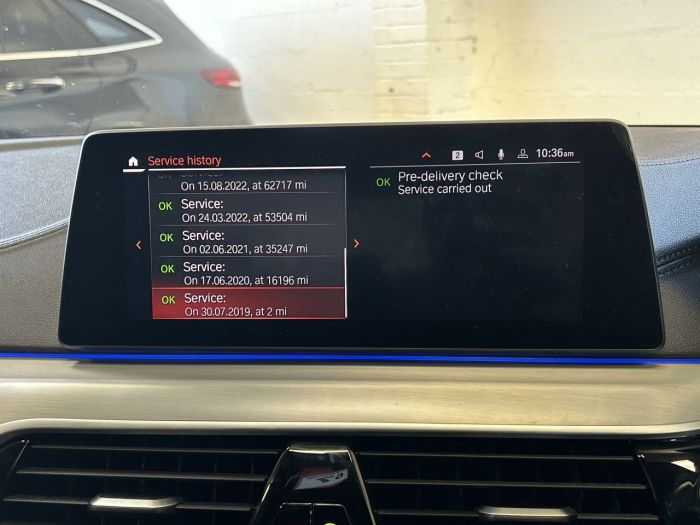 Service history
2
10:36am
On 15.08.2022, at 62717 mi
OK Service:
On 24.03.2022, at 53504 mi
OK Service:
On 02.06.2021, at 35247 mi
OK Service:
On 17.06.2020, at 16196 mi
OK Service:
On 30.07.2019, at 2 mi
OK Pre-delivery check
Service carried out